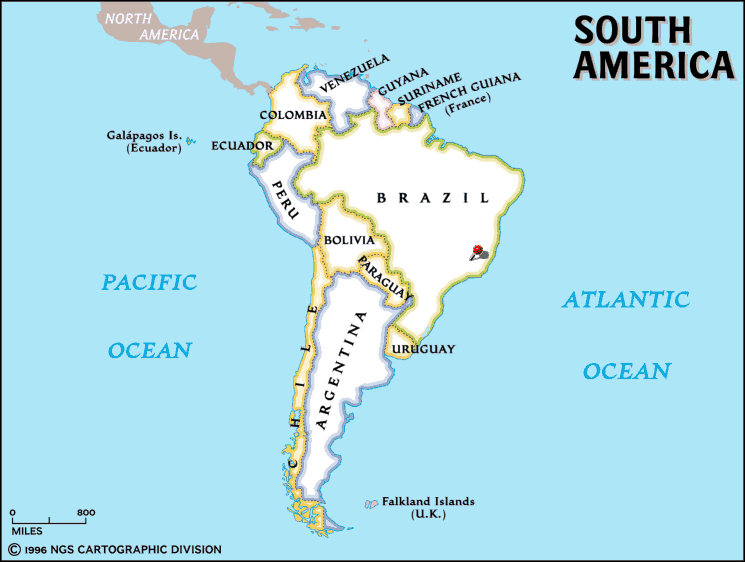 NORTH
AMERICA
SOUTH
AMERICA
VENEZUELA
GUYANA
SURINAME
FRENCH GUIANA
(France)
COLOMBIA
Galápagos Is.
(Ecuador)
ECUADOR
PERU
BRAZIL
BOLIVIA
PARAGUAY
PACIFIC
OCEAN
ATLANTIC
OCEAN
CHILE
ARGENTINA
URUGUAY
Falkland Islands
(U.K.)
0 800
MILES
© 1996 NGS CARTOGRAPHIC DIVISION